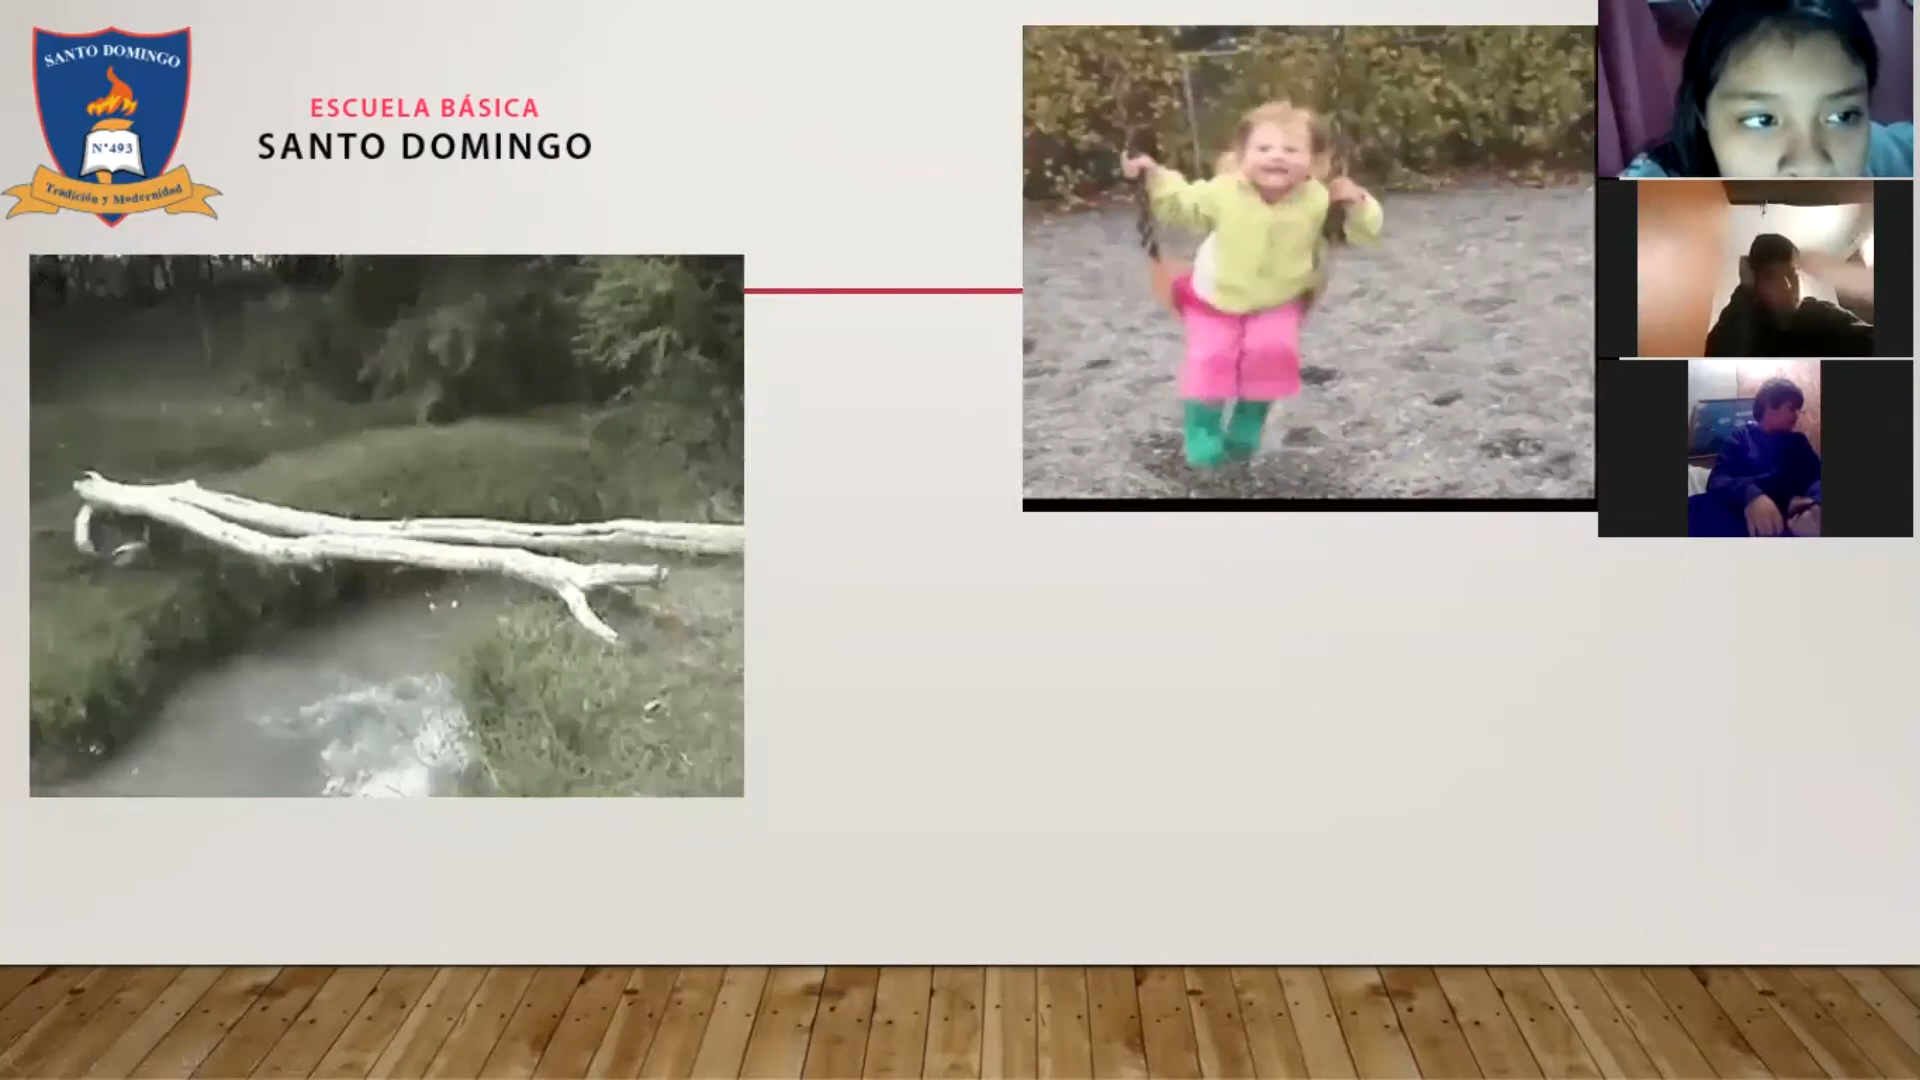 SANTO DOMINGO
N°493
Tradición y Modernidad
ESCUELA BÁSICA
SANTO DOMINGO